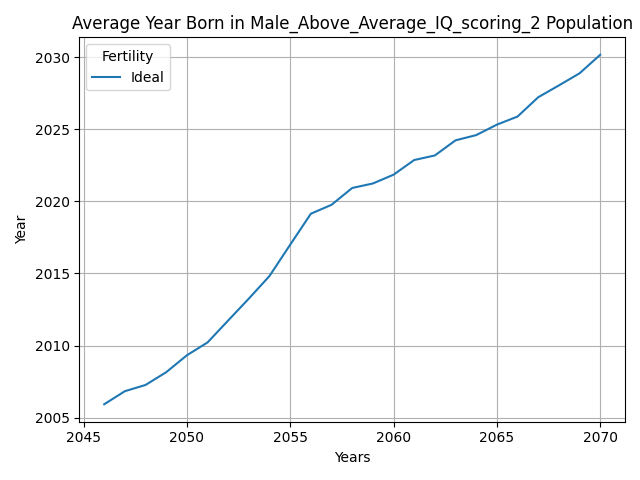 Average Year Born in Male_Above_Average_IQ_scoring_2 Population
Fertility
Ideal
2030
2025
2020
2015
2010
2005
Year
2045 2050 2055 2060 2065 2070
Years